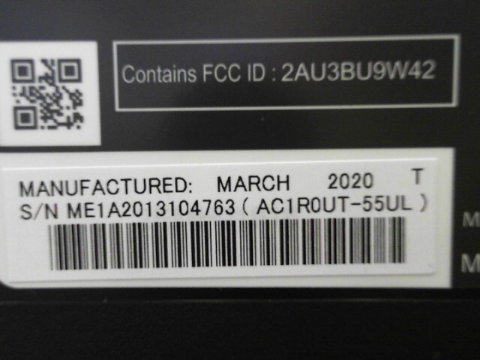 Contains FCC ID : 2AU3BU9W42
MANUFACTURED: MARCH 2020 T
S/N ME1A2013104763 ( AC1R0UT-55UL )
M
M